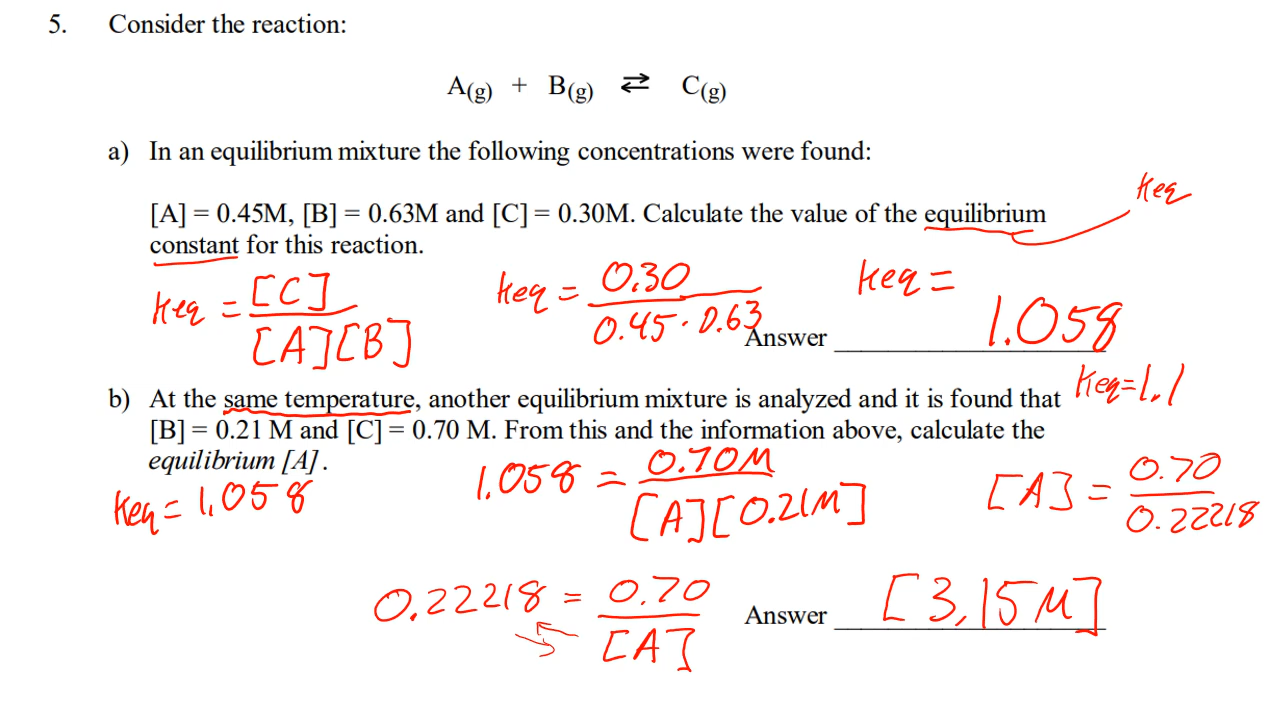 5. Consider the reaction:
A(g) + B(g) ⇄ C(g)
a) In an equilibrium mixture the following concentrations were found:
Keq
[A] = 0.45M, [B] = 0.63M and [C] = 0.30M. Calculate the value of the equilibrium
constant for this reaction.
Keq = [C] / [A][B]
Keq = 0.30 / 0.45 · 0.63
Keq =
Answer 1.058
Keq=1.1
b) At the same temperature, another equilibrium mixture is analyzed and it is found that
[B] = 0.21 M and [C] = 0.70 M. From this and the information above, calculate the
equilibrium [A].
Keq = 1.058
1.058 = 0.70M / [A][0.21M]
[A] = 0.70 / 0.22218
0.22218 = 0.70 / [A]
Answer [3.15M]